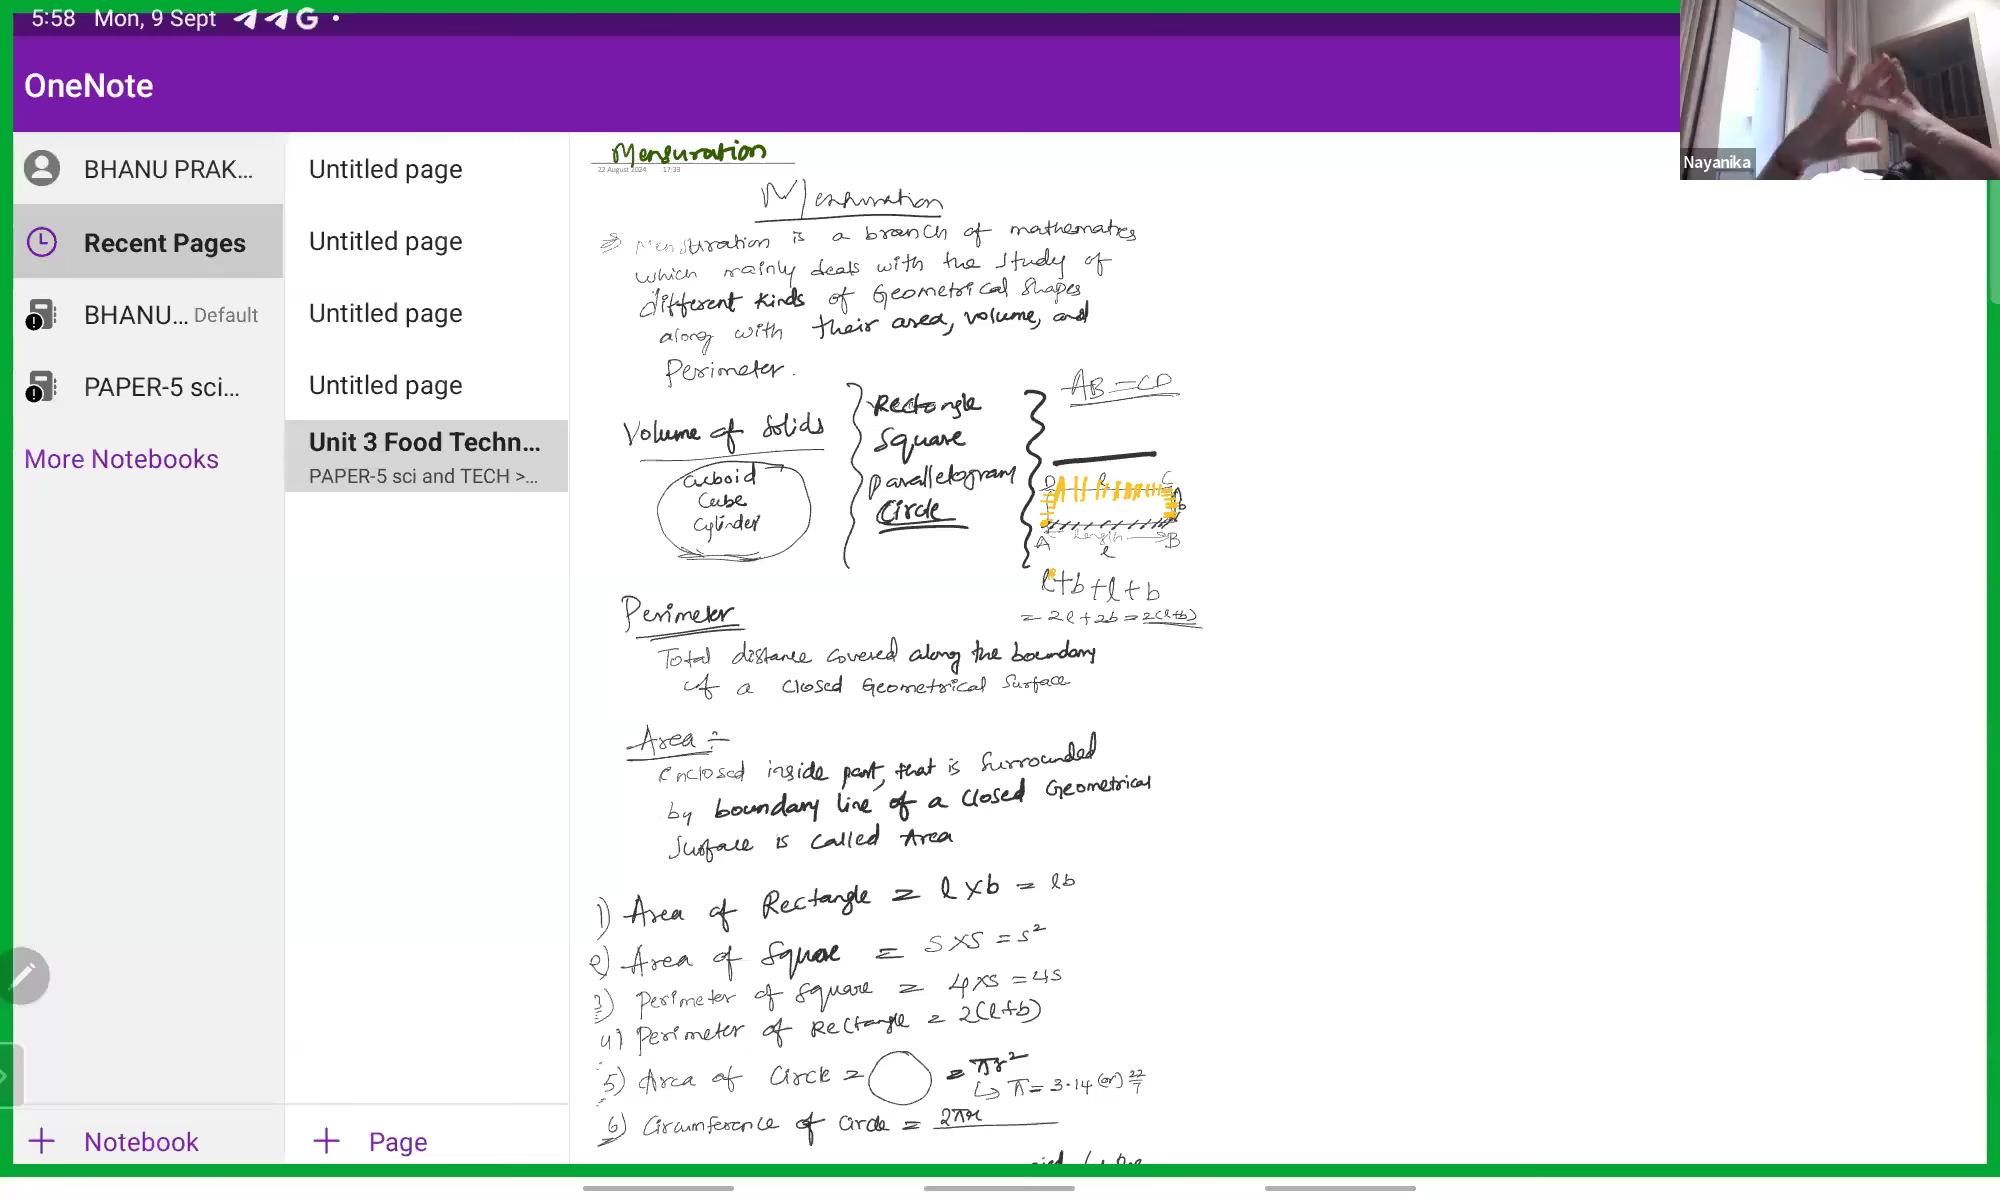 5:58 Mon, 9 Sept
OneNote
Nayanika
BHANU PRAK...
Recent Pages
BHANU... Default
PAPER-5 sci...
More Notebooks
+ Notebook
Untitled page
Untitled page
Untitled page
Untitled page
Unit 3 Food Techn...
PAPER-5 sci and TECH >...
+ Page
Mensuration
22 August 2024 17:33
Mensuration
Menstration is a branch of mathematics
which mainly deals with the study of
different kinds of Geometrical Shapes
along with their area, volume, and
Perimeter.
Volume of Solids
Cuboid
Cube
Cylinder
Rectangle
Square
Parallelogram
Circle
AB = CD
D l C
b
A length B
l
l+b+l+b
= 2l+2b = 2(l+b)
Perimeter
Total distance covered along the boundary
of a closed Geometrical Surface
Area :-
Enclosed inside part, that is surrounded
by boundary line of a closed Geometrical
Surface is called Area
1) Area of Rectangle = l×b = lb
2) Area of Square = s×s = s²
3) Perimeter of square = 4×s = 4s
4) Perimeter of Rectangle = 2(l+b)
5) Area of Circle = = πr²
↳ π = 3.14 (or) 22/7
6) Circumference of Circle = 2πr